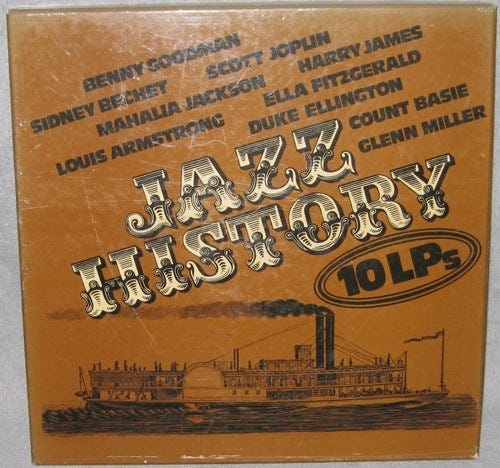 BENNY GOODMAN
SCOTT JOPLIN
HARRY JAMES
SIDNEY BECHET
MAHALIA JACKSON
ELLA FITZGERALD
LOUIS ARMSTRONG
DUKE ELLINGTON
COUNT BASIE
GLENN MILLER
JAZZ
HISTORY
10 LPs